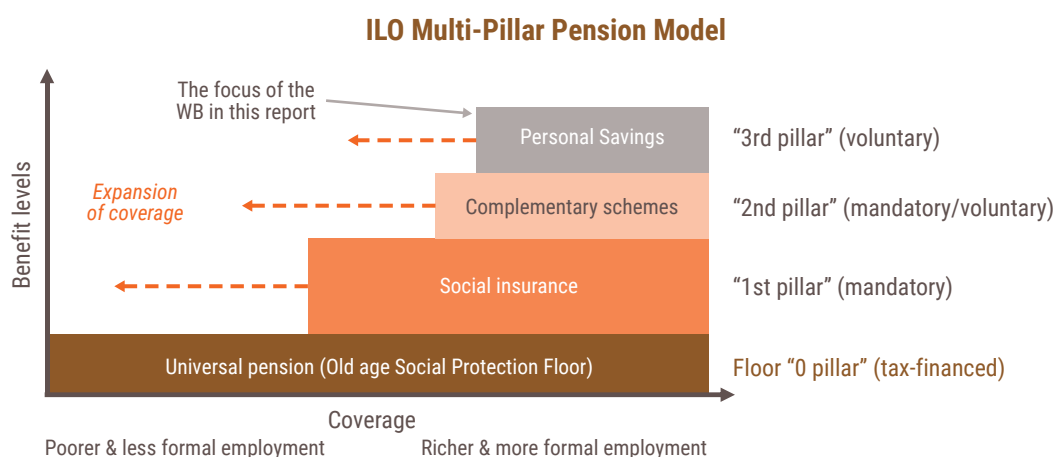 ILO Multi-Pillar Pension Model
The focus of the
WB in this report
Personal Savings
“3rd pillar” (voluntary)
Expansion
of coverage
Complementary schemes
“2nd pillar” (mandatory/voluntary)
Benefit levels
Social insurance
“1st pillar” (mandatory)
Universal pension (Old age Social Protection Floor)
Floor “0 pillar” (tax-financed)
Coverage
Poorer & less formal employment
Richer & more formal employment